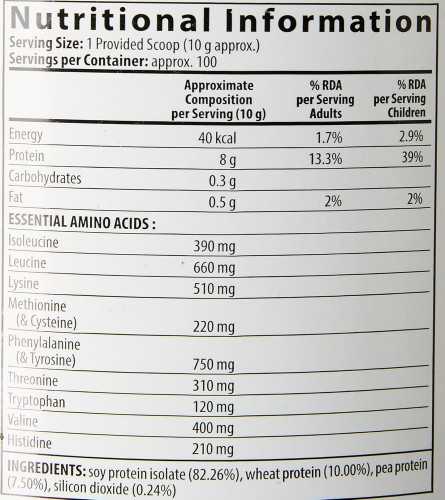 Nutritional Information
Serving Size: 1 Provided Scoop (10 g approx.)
Servings per Container: approx. 100
Approximate Composition per Serving (10 g) % RDA per Serving Adults % RDA per Serving Children
Energy 40 kcal 1.7% 2.9%
Protein 8 g 13.3% 39%
Carbohydrates 0.3 g
Fat 0.5 g 2% 2%
ESSENTIAL AMINO ACIDS :
Isoleucine 390 mg
Leucine 660 mg
Lysine 510 mg
Methionine
(& Cysteine) 220 mg
Phenylalanine
(& Tyrosine) 750 mg
Threonine 310 mg
Tryptophan 120 mg
Valine 400 mg
Histidine 210 mg
INGREDIENTS: soy protein isolate (82.26%), wheat protein (10.00%), pea protein
(7.50%), silicon dioxide (0.24%)